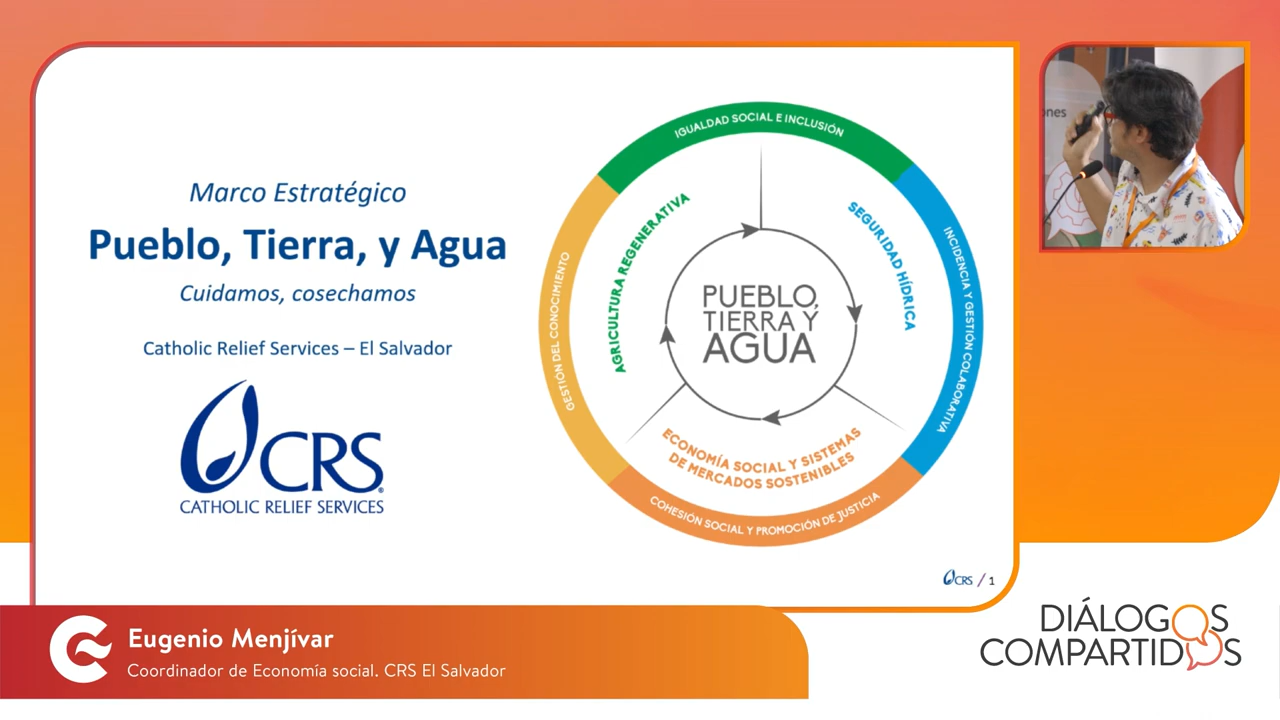 Marco Estratégico
Pueblo, Tierra, y Agua
Cuidamos, cosechamos
Catholic Relief Services – El Salvador
CRS®
CATHOLIC RELIEF SERVICES
IGUALDAD SOCIAL E INCLUSIÓN
INCIDENCIA Y GESTIÓN COLABORATIVA
COHESIÓN SOCIAL Y PROMOCIÓN DE JUSTICIA
GESTIÓN DEL CONOCIMIENTO
AGRICULTURA REGENERATIVA
SEGURIDAD HÍDRICA
ECONOMÍA SOCIAL Y SISTEMAS
DE MERCADOS SOSTENIBLES
PUEBLO,
TIERRA Y
AGUA
CRS / 1
Eugenio Menjívar
Coordinador de Economía social. CRS El Salvador
DIÁLOGOS
COMPARTIDOS